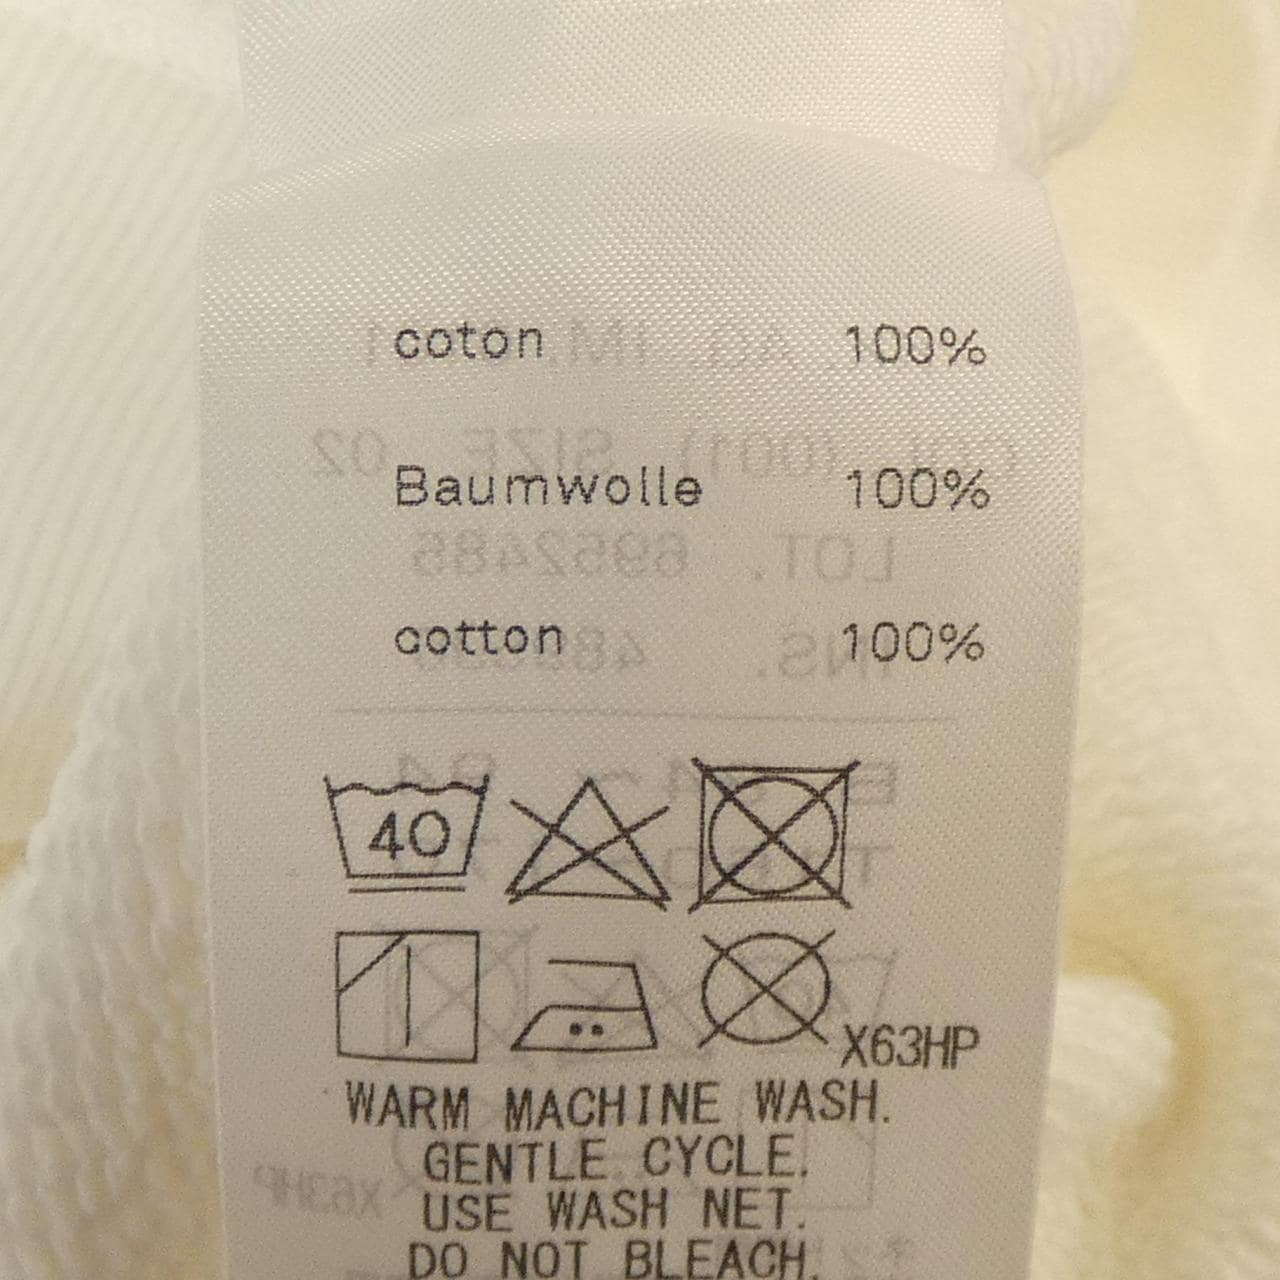 coton 100%
Baumwolle 100%
cotton 100%
40
X63HP
WARM MACHINE WASH.
GENTLE CYCLE.
USE WASH NET.
DO NOT BLEACH.